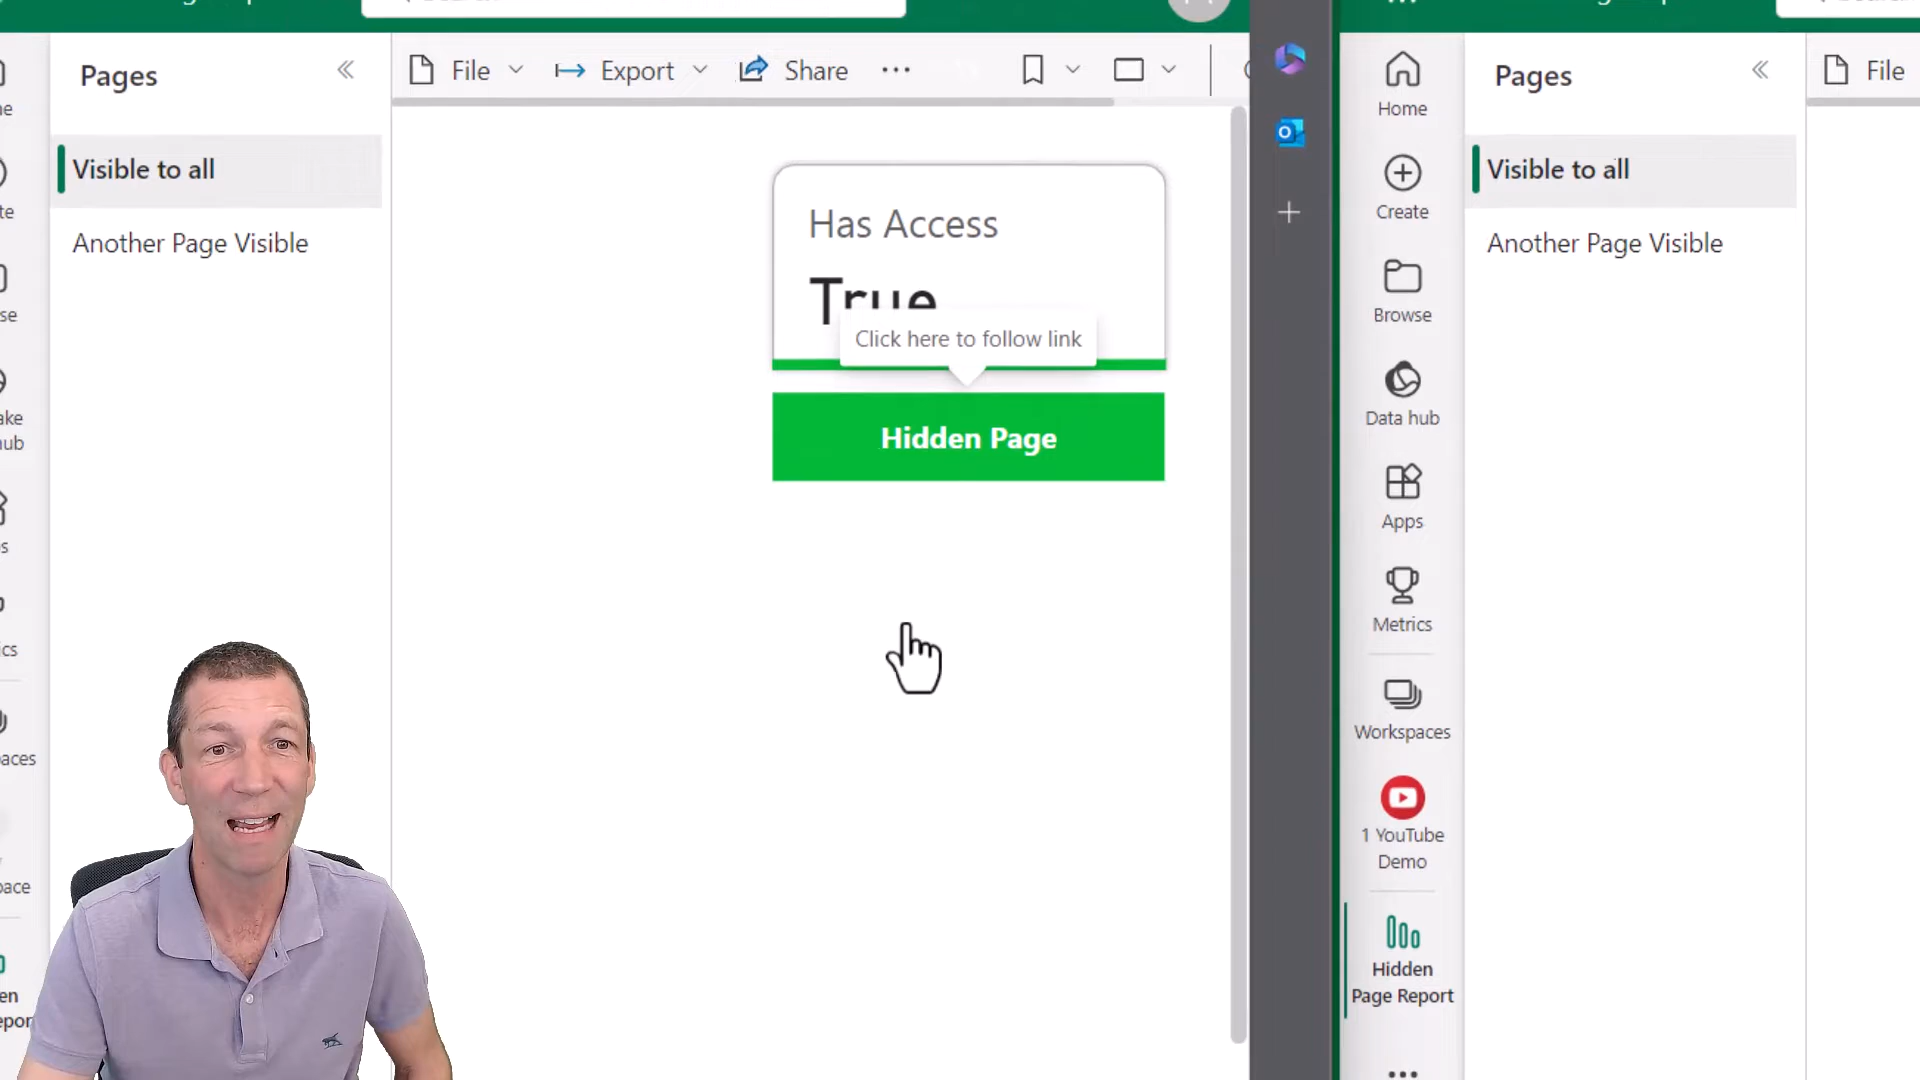 Pages
File
Export
Share
Visible to all
Another Page Visible
Has Access
True
Click here to follow link
Hidden Page
Pages
File
Home
Visible to all
Create
Another Page Visible
Browse
Data hub
Apps
Metrics
Workspaces
1 YouTube
Demo
Hidden
Page Report